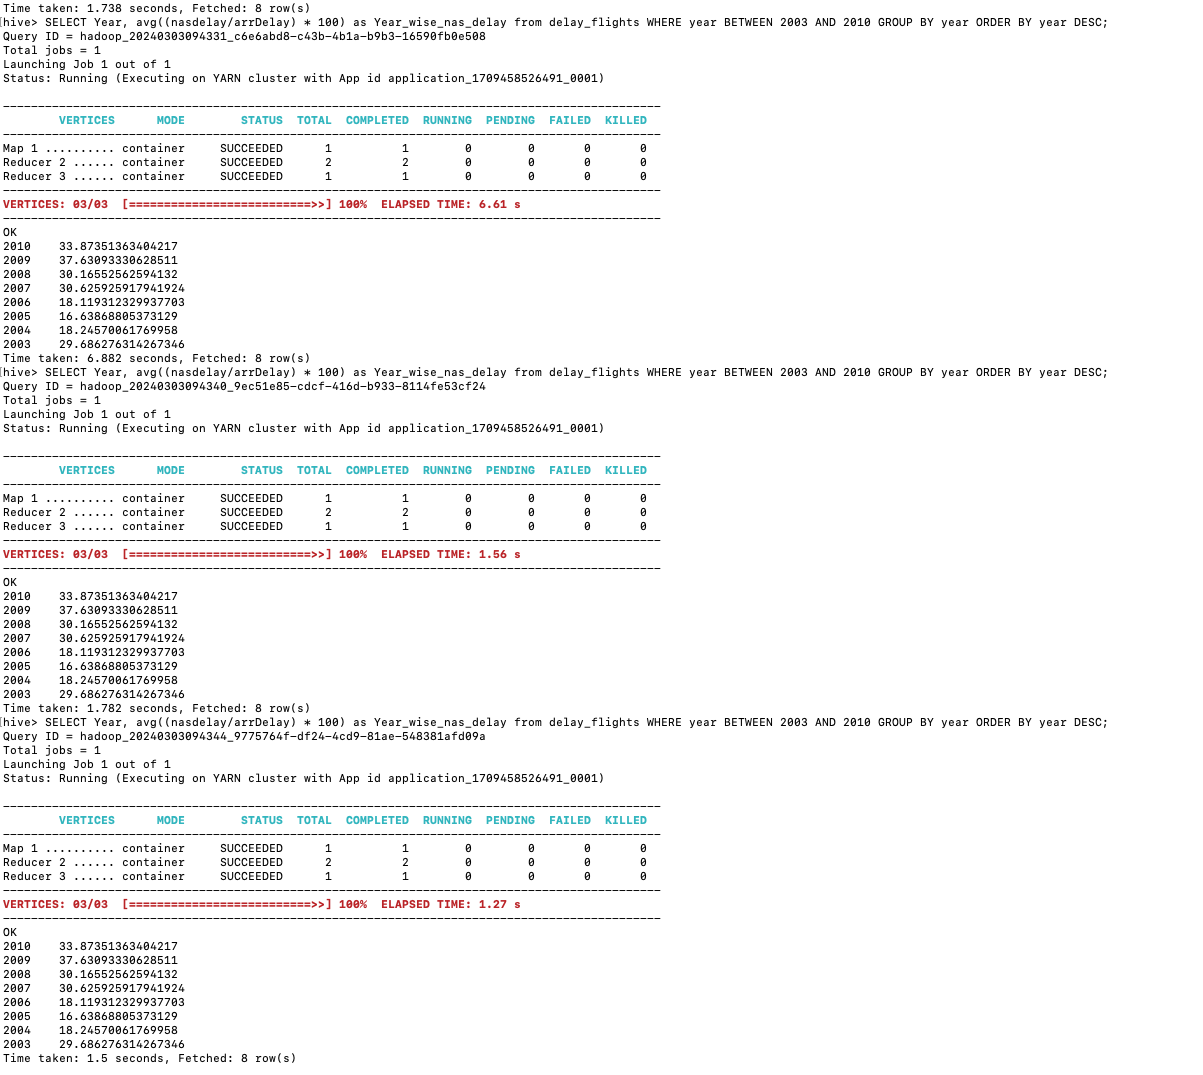 Time taken: 1.738 seconds, Fetched: 8 row(s)
hive> SELECT Year, avg((nasdelay/arrDelay) * 100) as Year_wise_nas_delay from delay_flights WHERE year BETWEEN 2003 AND 2010 GROUP BY year ORDER BY year DESC;
Query ID = hadoop_20240303094331_c6e6abd8-c43b-4b1a-b9b3-16590fb0e508
Total jobs = 1
Launching Job 1 out of 1
Status: Running (Executing on YARN cluster with App id application_1709458526491_0001)
VERTICES MODE STATUS TOTAL COMPLETED RUNNING PENDING FAILED KILLED
Map 1 .......... container SUCCEEDED 1 1 0 0 0 0
Reducer 2 ...... container SUCCEEDED 2 2 0 0 0 0
Reducer 3 ...... container SUCCEEDED 1 1 0 0 0 0
VERTICES: 03/03 [==========================>>] 100% ELAPSED TIME: 6.61 s
OK
2010 33.87351363404217
2009 37.63093330628511
2008 30.16552562594132
2007 30.625925917941924
2006 18.119312329937703
2005 16.63868805373129
2004 18.24570061769958
2003 29.686276314267346
Time taken: 6.882 seconds, Fetched: 8 row(s)
hive> SELECT Year, avg((nasdelay/arrDelay) * 100) as Year_wise_nas_delay from delay_flights WHERE year BETWEEN 2003 AND 2010 GROUP BY year ORDER BY year DESC;
Query ID = hadoop_20240303094340_9ec51e85-cdcf-416d-b933-8114fe53cf24
Total jobs = 1
Launching Job 1 out of 1
Status: Running (Executing on YARN cluster with App id application_1709458526491_0001)
VERTICES MODE STATUS TOTAL COMPLETED RUNNING PENDING FAILED KILLED
Map 1 .......... container SUCCEEDED 1 1 0 0 0 0
Reducer 2 ...... container SUCCEEDED 2 2 0 0 0 0
Reducer 3 ...... container SUCCEEDED 1 1 0 0 0 0
VERTICES: 03/03 [==========================>>] 100% ELAPSED TIME: 1.56 s
OK
2010 33.87351363404217
2009 37.63093330628511
2008 30.16552562594132
2007 30.625925917941924
2006 18.119312329937703
2005 16.63868805373129
2004 18.24570061769958
2003 29.686276314267346
Time taken: 1.782 seconds, Fetched: 8 row(s)
hive> SELECT Year, avg((nasdelay/arrDelay) * 100) as Year_wise_nas_delay from delay_flights WHERE year BETWEEN 2003 AND 2010 GROUP BY year ORDER BY year DESC;
Query ID = hadoop_20240303094344_9775764f-df24-4cd9-81ae-548381afd09a
Total jobs = 1
Launching Job 1 out of 1
Status: Running (Executing on YARN cluster with App id application_1709458526491_0001)
VERTICES MODE STATUS TOTAL COMPLETED RUNNING PENDING FAILED KILLED
Map 1 .......... container SUCCEEDED 1 1 0 0 0 0
Reducer 2 ...... container SUCCEEDED 2 2 0 0 0 0
Reducer 3 ...... container SUCCEEDED 1 1 0 0 0 0
VERTICES: 03/03 [==========================>>] 100% ELAPSED TIME: 1.27 s
OK
2010 33.87351363404217
2009 37.63093330628511
2008 30.16552562594132
2007 30.625925917941924
2006 18.119312329937703
2005 16.63868805373129
2004 18.24570061769958
2003 29.686276314267346
Time taken: 1.5 seconds, Fetched: 8 row(s)